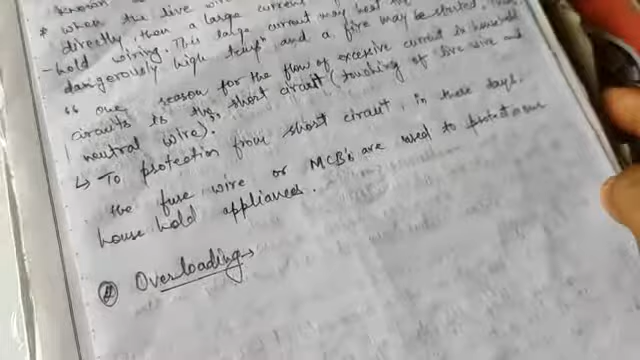 * when the live wire
directly, than a large current
- hold wiring. This large current may heat the
dangerously high temp. and a fire may be started. Thus,
" one reason for the flow of excessive current in household
circuits is the short circuit (touching of live wire and
neutral wire).
↳ To protection from short circuit, in these days.
the fuse wire or MCB's are used to protect our
house hold appliances.
Overloading→